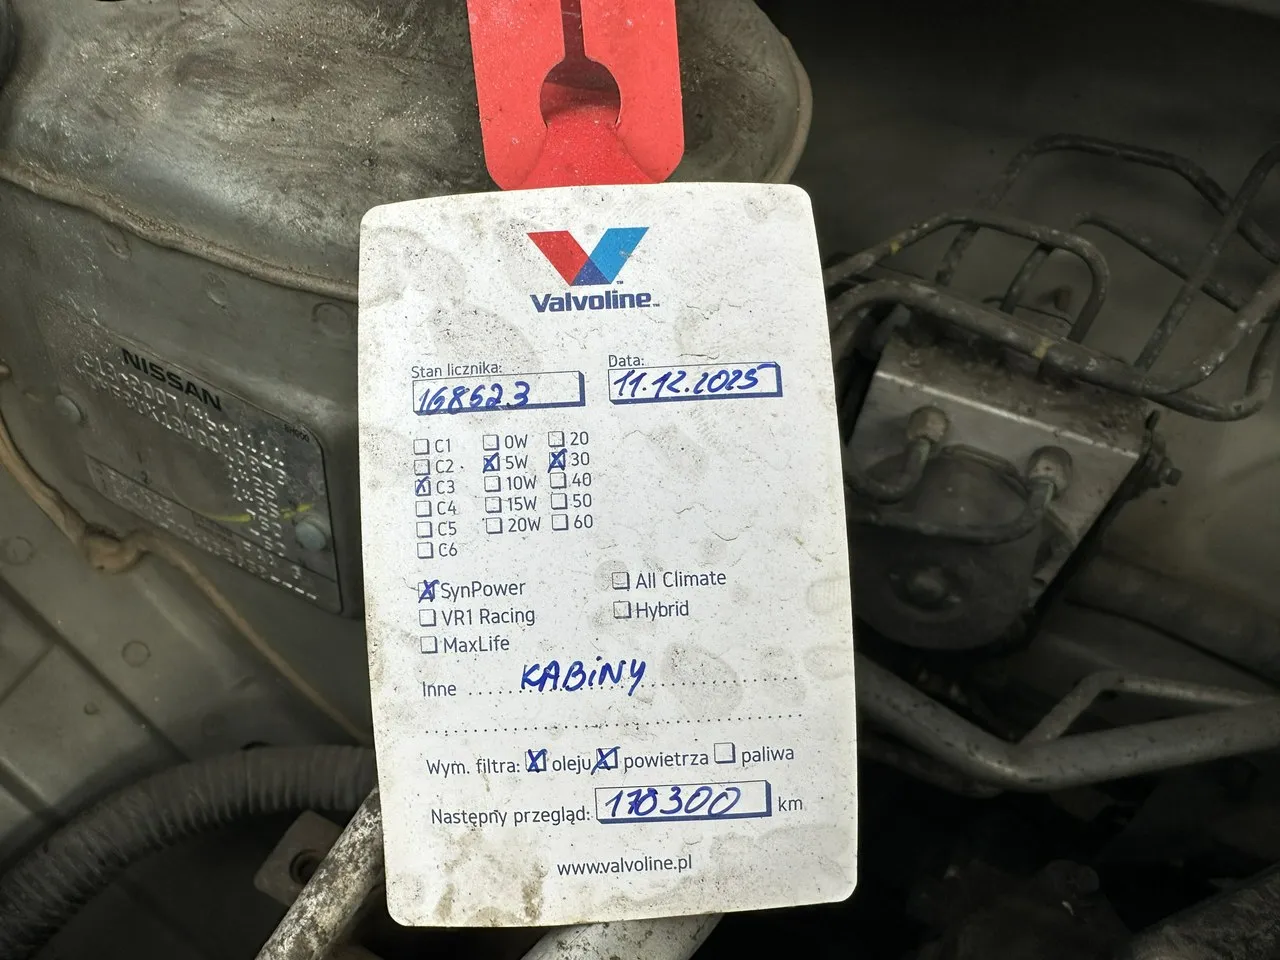 Valvoline™
Stan licznika: Data:
168623 11.12.2025
C1 0W 20
C2 5W 30
C3 10W 40
C4 15W 50
C5 20W 60
C6
SynPower All Climate
VR1 Racing Hybrid
MaxLife
Inne KABINY
Wym. filtra: oleju powietrza paliwa
Następny przegląd: 178300 km
www.valvoline.pl
NISSAN